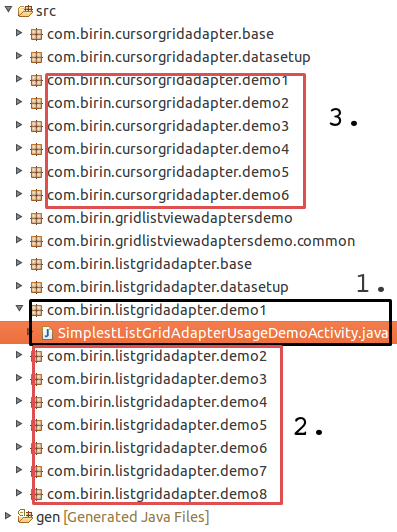 src
com.birin.cursorgridadapter.base
com.birin.cursorgridadapter.datasetup
com.birin.cursorgridadapter.demo1
com.birin.cursorgridadapter.demo2
com.birin.cursorgridadapter.demo3
3.
com.birin.cursorgridadapter.demo4
com.birin.cursorgridadapter.demo5
com.birin.cursorgridadapter.demo6
com.birin.gridlistviewadaptersdemo
com.birin.gridlistviewadaptersdemo.common
com.birin.listgridadapter.base
com.birin.listgridadapter.datasetup
1.
com.birin.listgridadapter.demo1
SimplestListGridAdapterUsageDemoActivity.java
com.birin.listgridadapter.demo2
com.birin.listgridadapter.demo3
com.birin.listgridadapter.demo4
com.birin.listgridadapter.demo5
2.
com.birin.listgridadapter.demo6
com.birin.listgridadapter.demo7
com.birin.listgridadapter.demo8
gen [Generated Java Files]